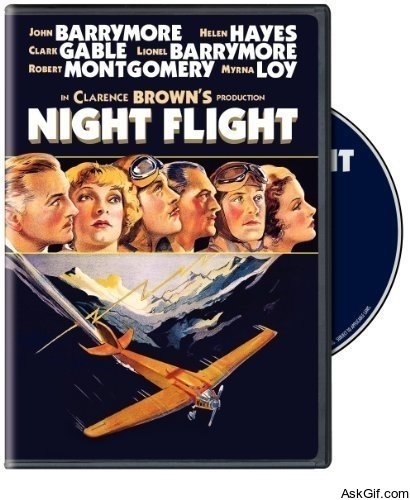 JOHN BARRYMORE HELEN HAYES
CLARK GABLE LIONEL BARRYMORE
ROBERT MONTGOMERY MYRNA LOY
IN CLARENCE BROWN'S PRODUCTION
NIGHT FLIGHT
HT
AskGif.com